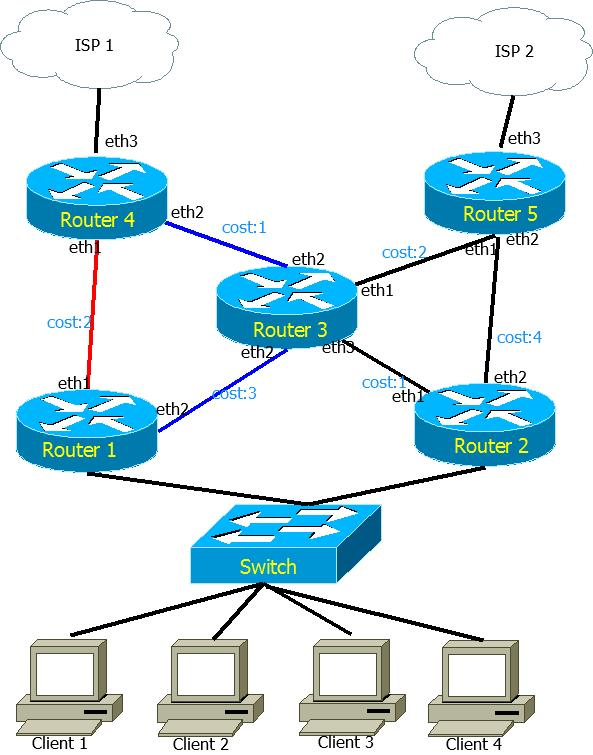 ISP 1
ISP 2
eth3
eth3
Router 4
Router 5
eth2
cost:1
eth1
eth2
cost:2
eth1
eth2
eth1
cost:2
Router 3
eth2
eth3
cost:4
eth1
cost:3
cost:1
eth2
eth2
eth1
Router 1
Router 2
Switch
Client 1
Client 2
Client 3
Client 4